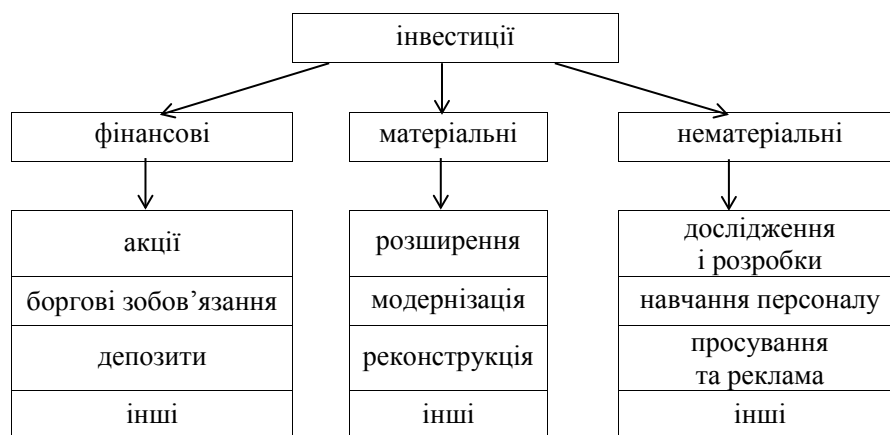 інвестиції
фінансові
матеріальні
нематеріальні
акції
розширення
дослідження
і розробки
боргові зобов’язання
модернізація
навчання персоналу
депозити
реконструкція
просування
та реклама
інші
інші
інші